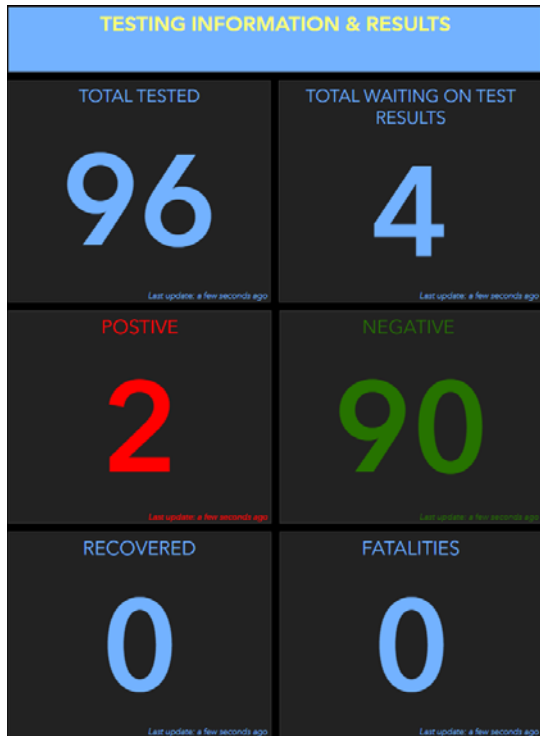 TESTING INFORMATION & RESULTS
TOTAL TESTED
96
Last update: a few seconds ago
TOTAL WAITING ON TEST
RESULTS
4
Last update: a few seconds ago
POSTIVE
2
Last update: a few seconds ago
NEGATIVE
90
Last update: a few seconds ago
RECOVERED
0
Last update: a few seconds ago
FATALITIES
0
Last update: a few seconds ago